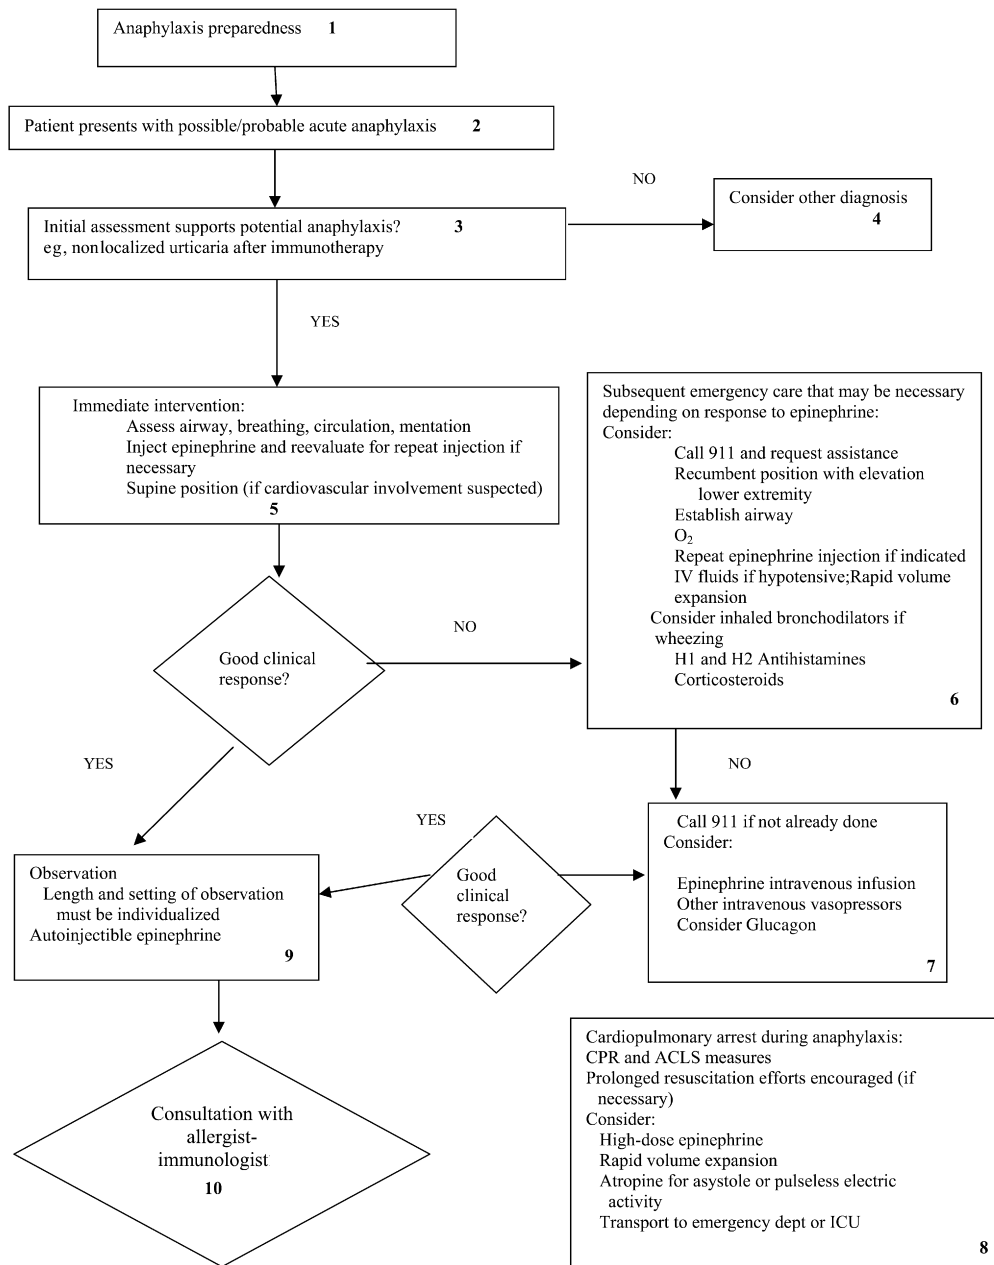 Anaphylaxis preparedness 1
Patient presents with possible/probable acute anaphylaxis 2
NO
Consider other diagnosis
4
Initial assessment supports potential anaphylaxis? 3
eg, nonlocalized urticaria after immunotherapy
YES
Immediate intervention:
Assess airway, breathing, circulation, mentation
Inject epinephrine and reevaluate for repeat injection if
necessary
Supine position (if cardiovascular involvement suspected)
5
Subsequent emergency care that may be necessary
depending on response to epinephrine:
Consider:
Call 911 and request assistance
Recumbent position with elevation
lower extremity
Establish airway
O₂
Repeat epinephrine injection if indicated
IV fluids if hypotensive;Rapid volume
expansion
Consider inhaled bronchodilators if
wheezing
H1 and H2 Antihistamines
Corticosteroids
6
NO
Good clinical
response?
YES
NO
YES
Call 911 if not already done
Consider:
Epinephrine intravenous infusion
Other intravenous vasopressors
Consider Glucagon
7
Good
clinical
response?
Observation
Length and setting of observation
must be individualized
Autoinjectible epinephrine
9
Cardiopulmonary arrest during anaphylaxis:
CPR and ACLS measures
Prolonged resuscitation efforts encouraged (if
necessary)
Consider:
High-dose epinephrine
Rapid volume expansion
Atropine for asystole or pulseless electric
activity
Transport to emergency dept or ICU
8
Consultation with
allergist-
immunologist
10